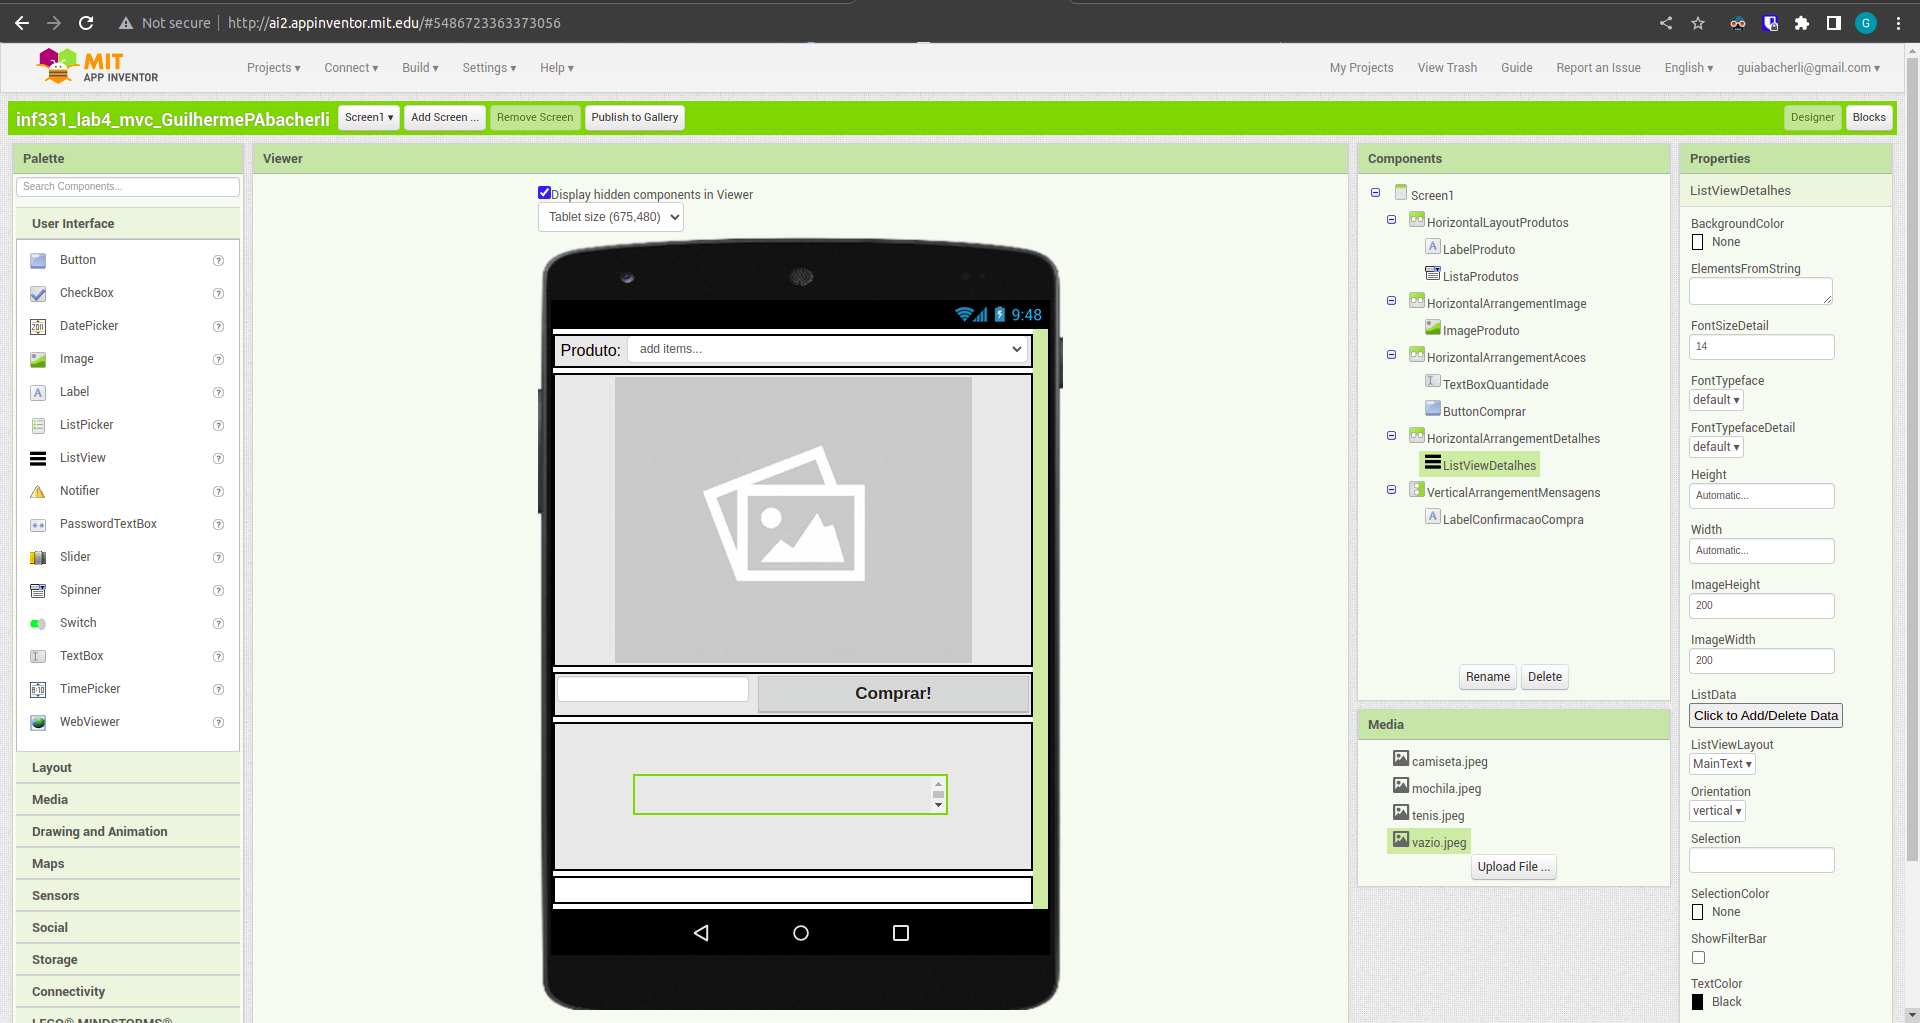 Not secure | http://ai2.appinventor.mit.edu/#5486723363373056
G
MIT
APP INVENTOR
Projects ▾ Connect ▾ Build ▾ Settings ▾ Help ▾ My Projects View Trash Guide Report an Issue English ▾ guiabacherli@gmail.com ▾
inf331_lab4_mvc_GuilhermePAbacherli Screen1 ▾ Add Screen ... Remove Screen Publish to Gallery Designer Blocks
Palette
Search Components...
User Interface
Button ?
CheckBox ?
DatePicker ?
Image ?
Label ?
ListPicker ?
ListView ?
Notifier ?
PasswordTextBox ?
Slider ?
Spinner ?
Switch ?
TextBox ?
TimePicker ?
WebViewer ?
Layout
Media
Drawing and Animation
Maps
Sensors
Social
Storage
Connectivity
LEGO® MINDSTORMS®
Viewer
Display hidden components in Viewer
Tablet size (675,480)
9:48
Produto: add items...
Comprar!
Components
Screen1
HorizontalLayoutProdutos
A LabelProduto
ListaProdutos
HorizontalArrangementImage
ImageProduto
HorizontalArrangementAcoes
TextBoxQuantidade
ButtonComprar
HorizontalArrangementDetalhes
ListViewDetalhes
VerticalArrangementMensagens
A LabelConfirmacaoCompra
Rename Delete
Media
camiseta.jpeg
mochila.jpeg
tenis.jpeg
vazio.jpeg
Upload File ...
Properties
ListViewDetalhes
BackgroundColor
None
ElementsFromString
FontSizeDetail
14
FontTypeface
default ▾
FontTypefaceDetail
default ▾
Height
Automatic...
Width
Automatic...
ImageHeight
200
ImageWidth
200
ListData
Click to Add/Delete Data
ListViewLayout
MainText ▾
Orientation
vertical ▾
Selection
SelectionColor
None
ShowFilterBar
TextColor
Black